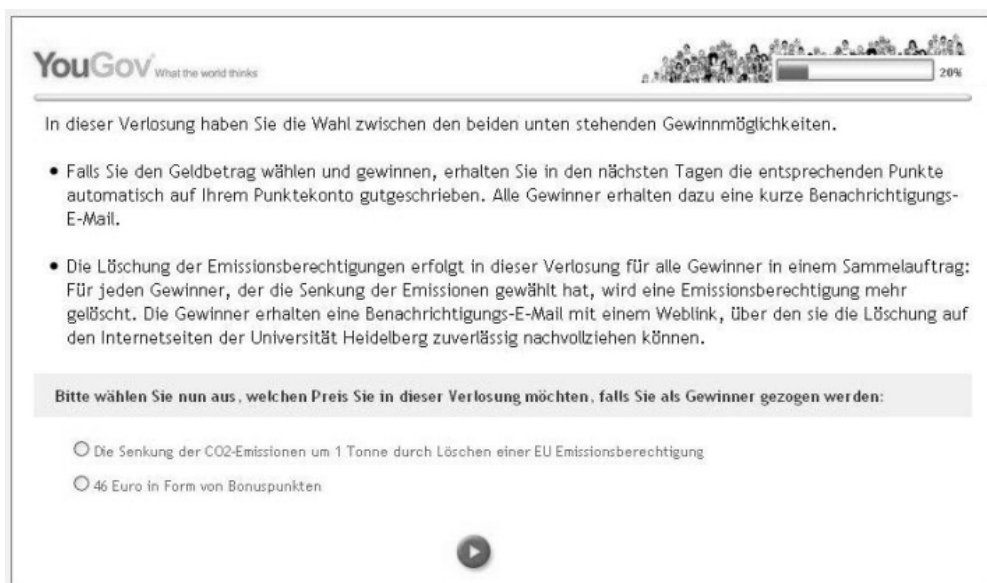 YouGov What the world thinks
20%
In dieser Verlosung haben Sie die Wahl zwischen den beiden unten stehenden Gewinnmöglichkeiten.
• Falls Sie den Geldbetrag wählen und gewinnen, erhalten Sie in den nächsten Tagen die entsprechenden Punkte
automatisch auf Ihrem Punktekonto gutgeschrieben. Alle Gewinner erhalten dazu eine kurze Benachrichtigungs-
E-Mail.
• Die Löschung der Emissionsberechtigungen erfolgt in dieser Verlosung für alle Gewinner in einem Sammelauftrag:
Für jeden Gewinner, der die Senkung der Emissionen gewählt hat, wird eine Emissionsberechtigung mehr
gelöscht. Die Gewinner erhalten eine Benachrichtigungs-E-Mail mit einem Weblink, über den sie die Löschung auf
den Internetseiten der Universität Heidelberg zuverlässig nachvollziehen können.
Bitte wählen Sie nun aus, welchen Preis Sie in dieser Verlosung möchten, falls Sie als Gewinner gezogen werden:
Die Senkung der CO2-Emissionen um 1 Tonne durch Löschen einer EU Emissionsberechtigung
46 Euro in Form von Bonuspunkten